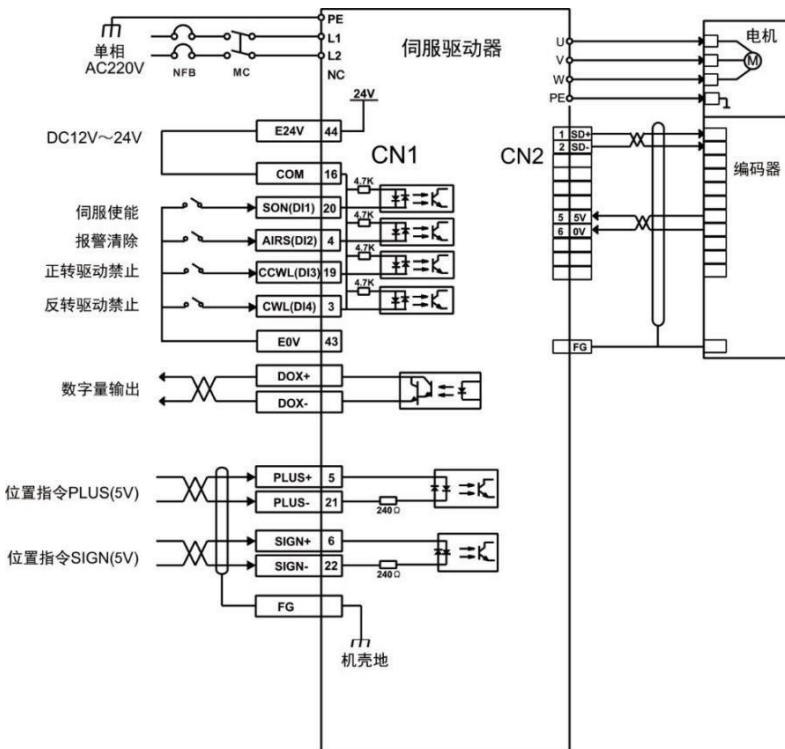 PE
单相
AC220V
L1
L2
NC
NFB
MC
伺服驱动器
U
V
W
PE
电机
M
24V
DC12V～24V
E24V 44
COM 16
CN1
CN2
1 SD+
2 SD-
编码器
伺服使能
SON(DI1) 20
4.7K
报警清除
AIRS(DI2) 4
4.7K
正转驱动禁止
CCWL(DI3) 19
4.7K
反转驱动禁止
CWL(DI4) 3
4.7K
5 5V
6 0V
E0V 43
FG
数字量输出
DOX+
DOX-
位置指令PLUS(5V)
PLUS+ 5
PLUS- 21
240Ω
位置指令SIGN(5V)
SIGN+ 6
SIGN- 22
240Ω
FG
机壳地